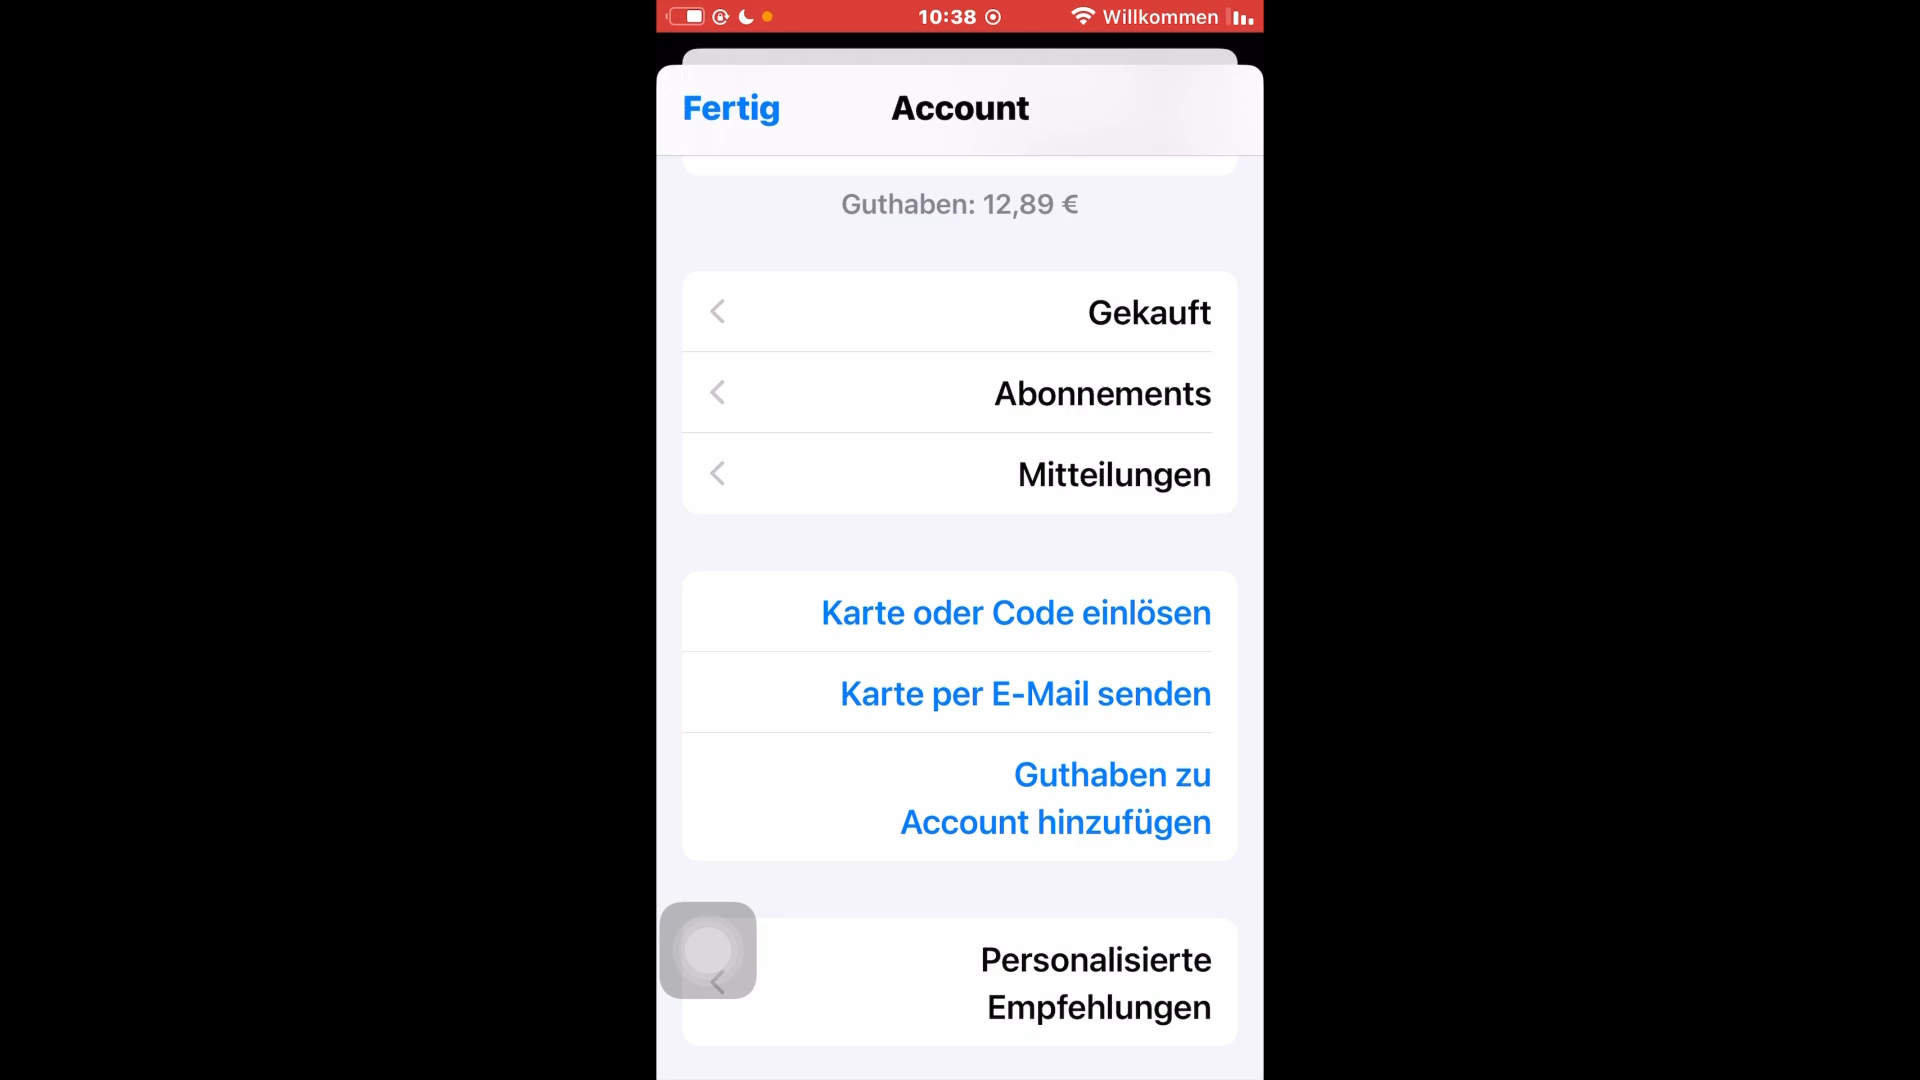 10:38
Willkommen
Fertig
Account
Guthaben: 12,89 €
Gekauft
Abonnements
Mitteilungen
Karte oder Code einlösen
Karte per E-Mail senden
Guthaben zu
Account hinzufügen
Personalisierte
Empfehlungen